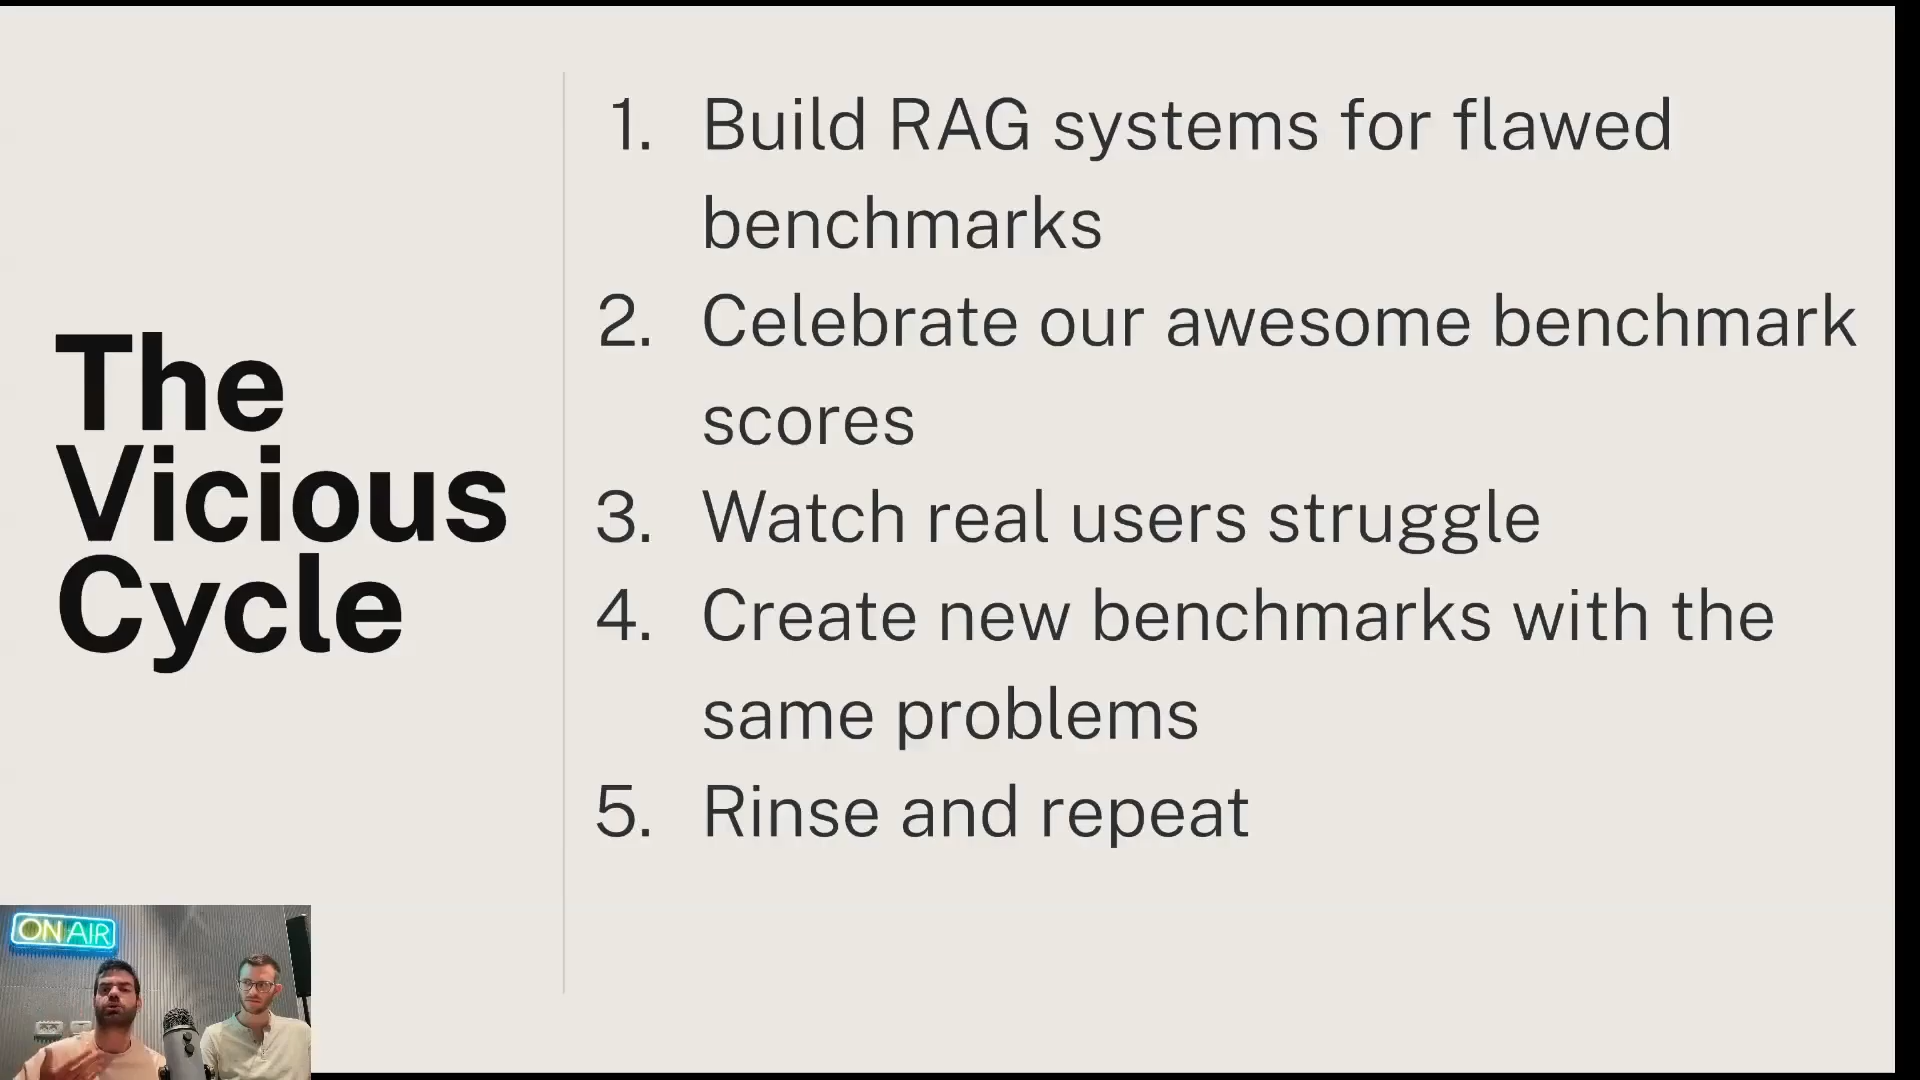 The
Vicious
Cycle
1. Build RAG systems for flawed
benchmarks
2. Celebrate our awesome benchmark
scores
3. Watch real users struggle
4. Create new benchmarks with the
same problems
5. Rinse and repeat
ON AIR